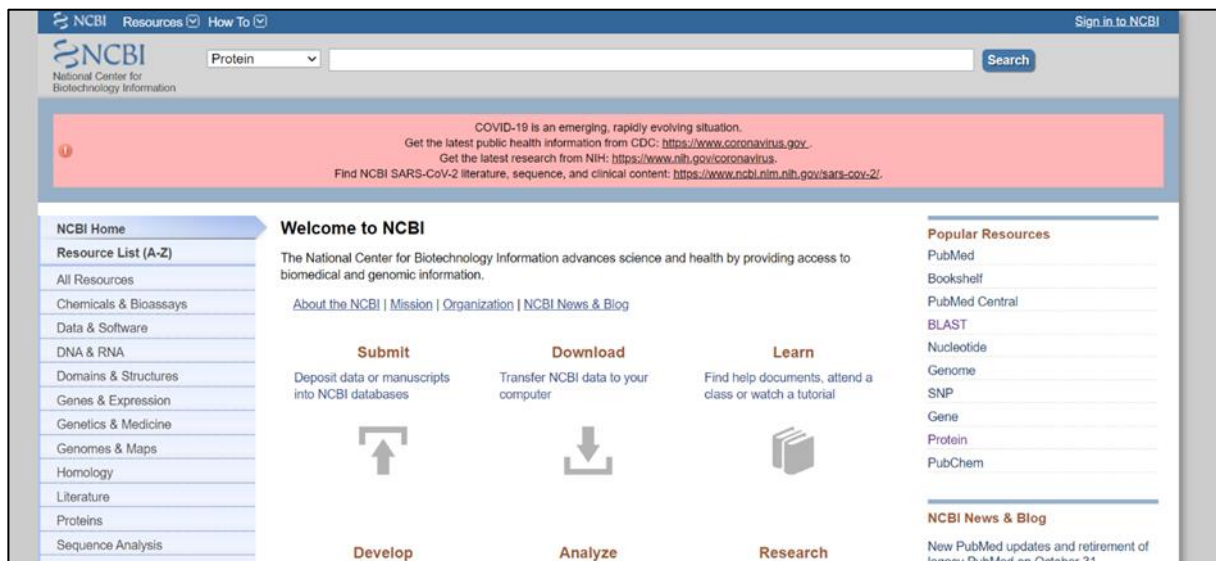 NCBI Resources How To Sign in to NCBI
NCBI
National Center for
Biotechnology Information
Protein
Search
COVID-19 is an emerging, rapidly evolving situation.
Get the latest public health information from CDC: https://www.coronavirus.gov .
Get the latest research from NIH: https://www.nih.gov/coronavirus.
Find NCBI SARS-CoV-2 literature, sequence, and clinical content: https://www.ncbi.nlm.nih.gov/sars-cov-2/.
NCBI Home
Resource List (A-Z)
All Resources
Chemicals & Bioassays
Data & Software
DNA & RNA
Domains & Structures
Genes & Expression
Genetics & Medicine
Genomes & Maps
Homology
Literature
Proteins
Sequence Analysis
Welcome to NCBI
The National Center for Biotechnology Information advances science and health by providing access to
biomedical and genomic information.
About the NCBI | Mission | Organization | NCBI News & Blog
Submit
Deposit data or manuscripts
into NCBI databases
Download
Transfer NCBI data to your
computer
Learn
Find help documents, attend a
class or watch a tutorial
Develop
Analyze
Research
Popular Resources
PubMed
Bookshelf
PubMed Central
BLAST
Nucleotide
Genome
SNP
Gene
Protein
PubChem
NCBI News & Blog
New PubMed updates and retirement of
legacy PubMed on October 31